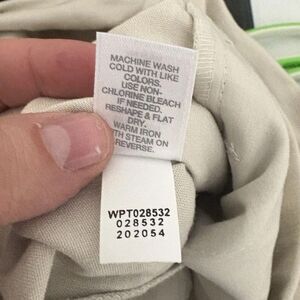 MACHINE WASH
COLD WITH LIKE
COLORS.
USE NON-
CHLORINE BLEACH
IF NEEDED.
RESHAPE & FLAT
DRY.
WARM IRON
WITH STEAM ON
REVERSE.
WPT028532
028532
202054